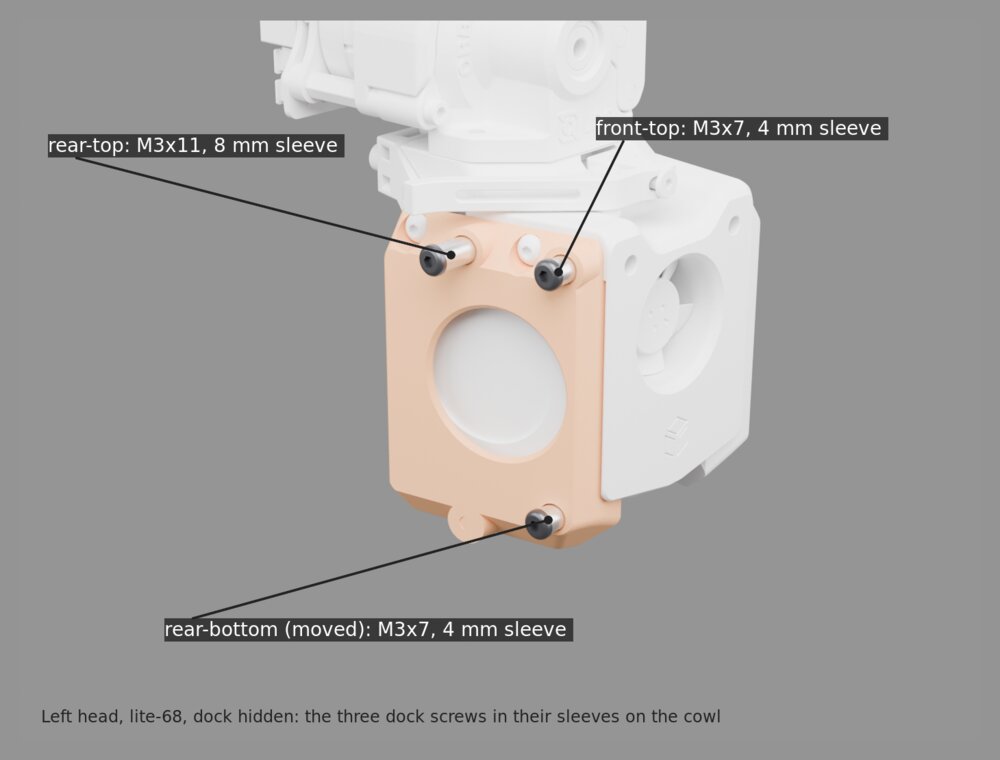 front-top: M3x7, 4 mm sleeve
rear-top: M3x11, 8 mm sleeve
rear-bottom (moved): M3x7, 4 mm sleeve
Left head, lite-68, dock hidden: the three dock screws in their sleeves on the cowl